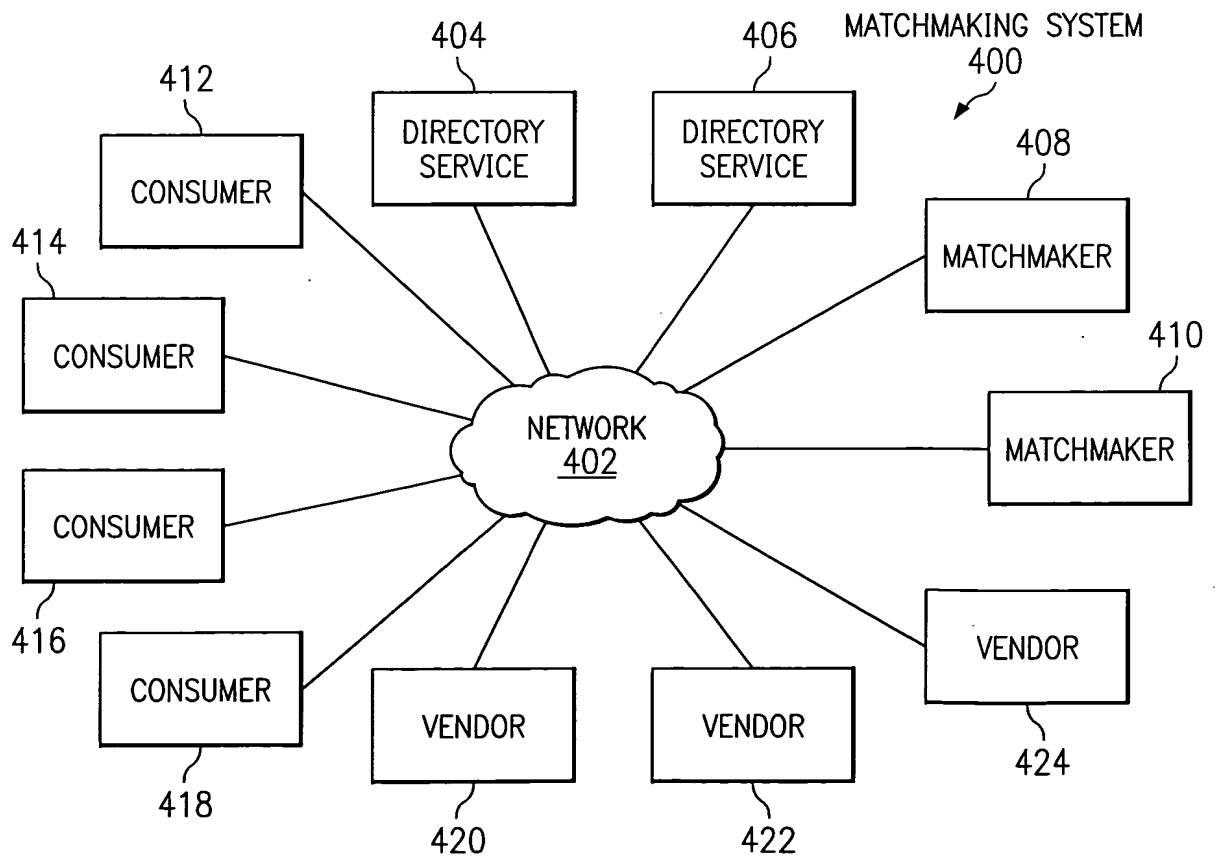 MATCHMAKING SYSTEM
400
404
406
412
DIRECTORY
SERVICE
DIRECTORY
SERVICE
408
CONSUMER
414
MATCHMAKER
CONSUMER
410
NETWORK
402
MATCHMAKER
CONSUMER
416
VENDOR
CONSUMER
VENDOR
VENDOR
424
418
420
422